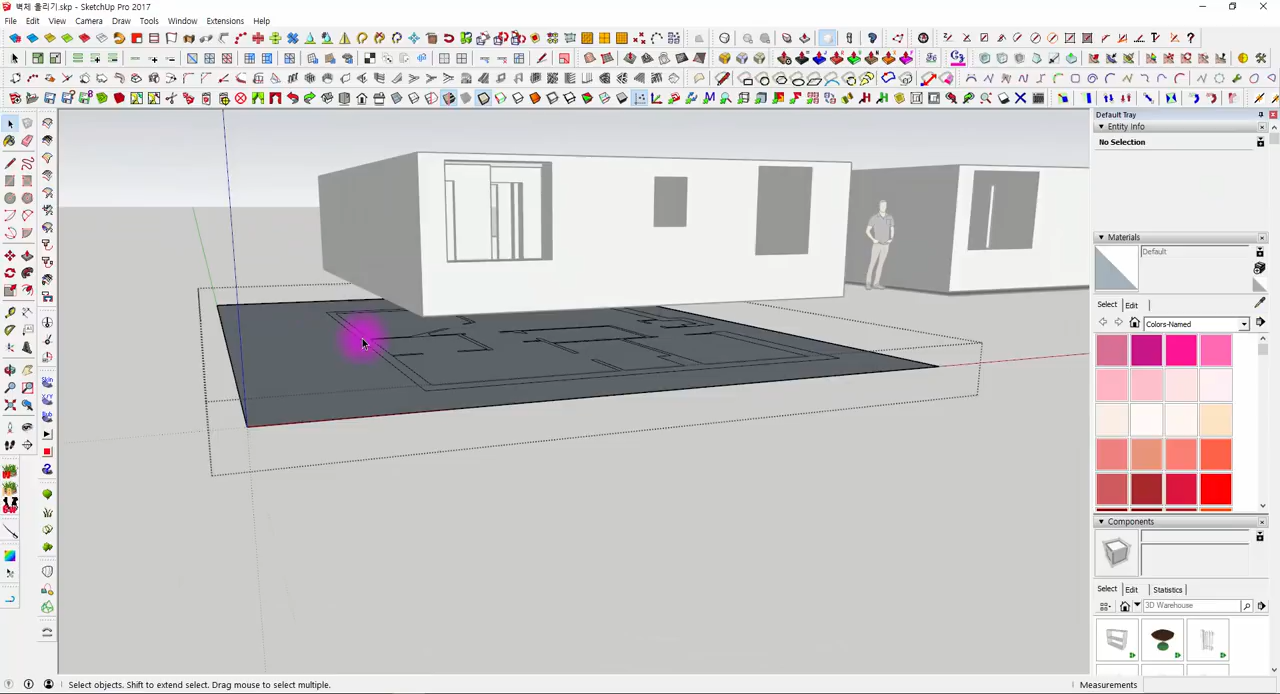 벽체 올리기.skp - SketchUp Pro 2017
File Edit View Camera Draw Tools Window Extensions Help
Default Tray
Entity Info
No Selection
Materials
Default
Select Edit
Colors-Named
Components
Select Edit Statistics
3D Warehouse
Select objects. Shift to extend select. Drag mouse to select multiple.
Measurements